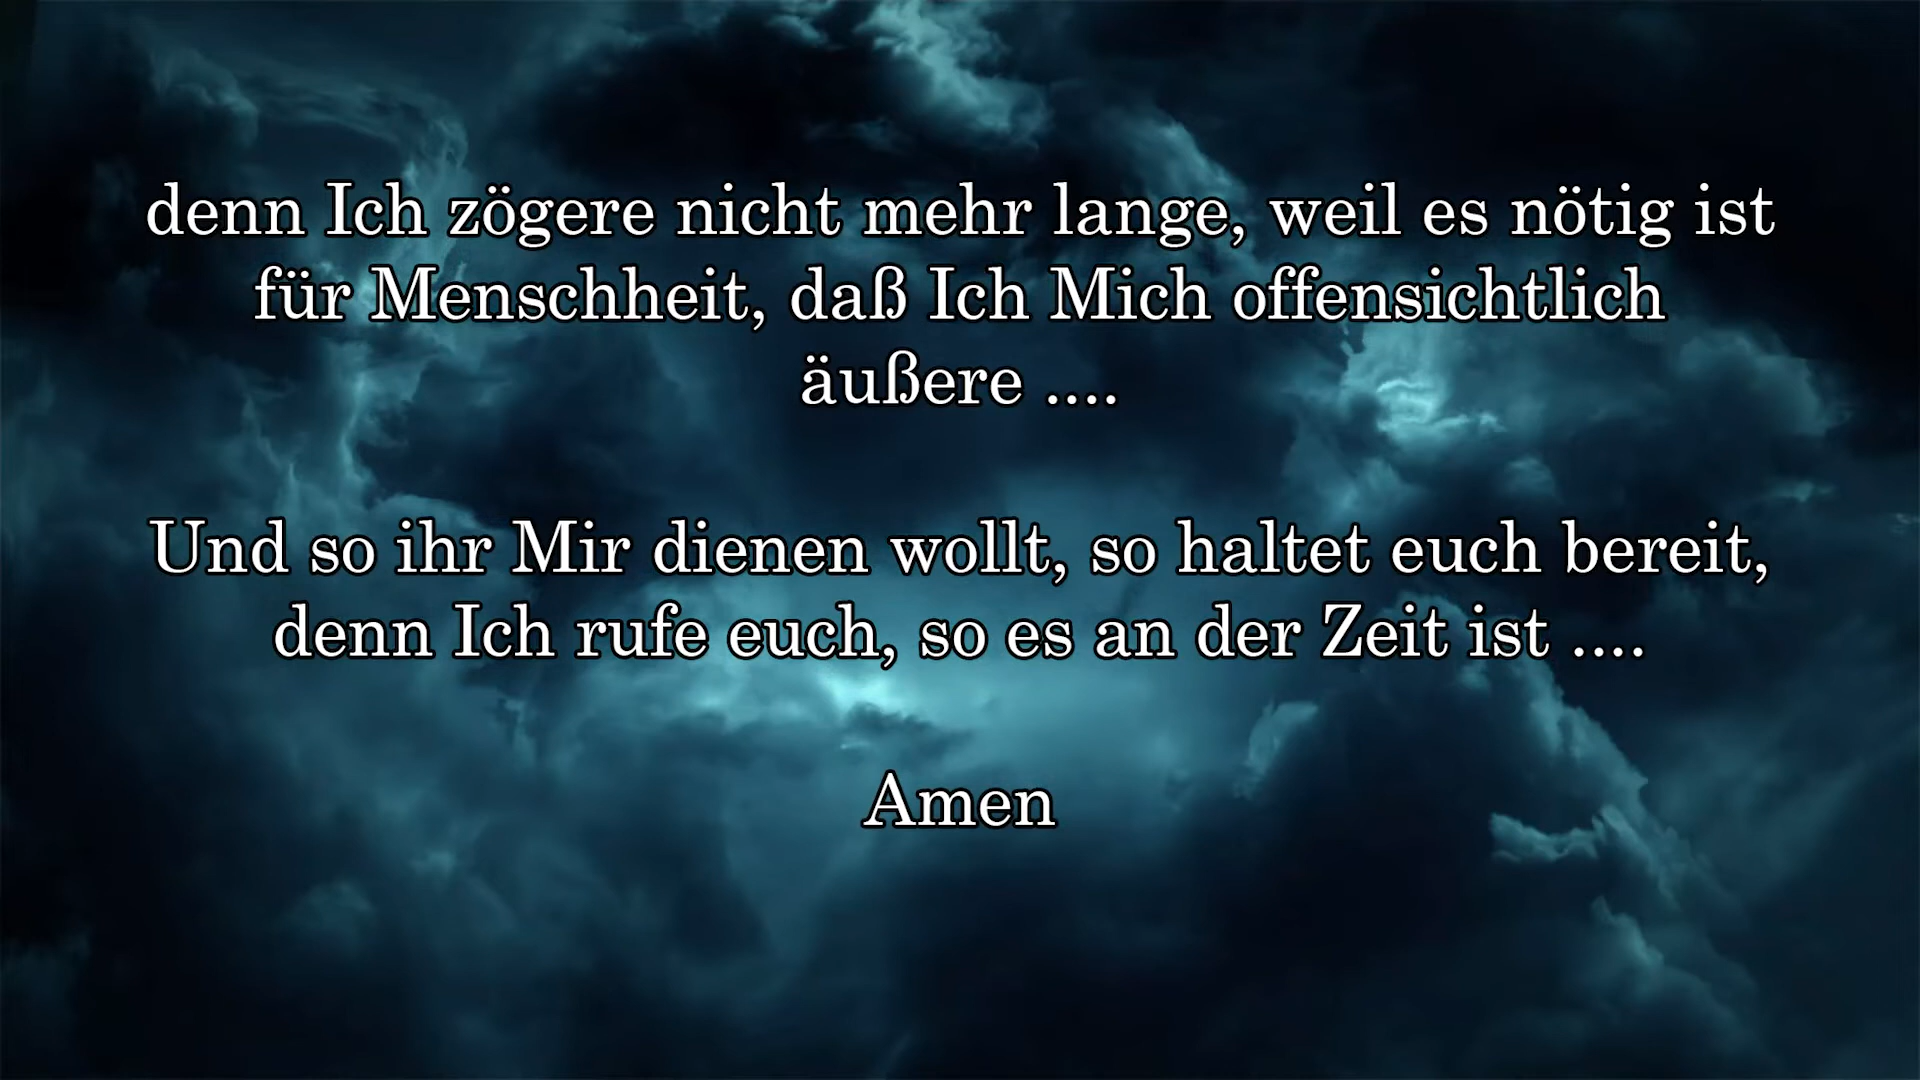 denn Ich zögere nicht mehr lange, weil es nötig ist
für Menschheit, daß Ich Mich offensichtlich
äußere ....
Und so ihr Mir dienen wollt, so haltet euch bereit,
denn Ich rufe euch, so es an der Zeit ist ....
Amen